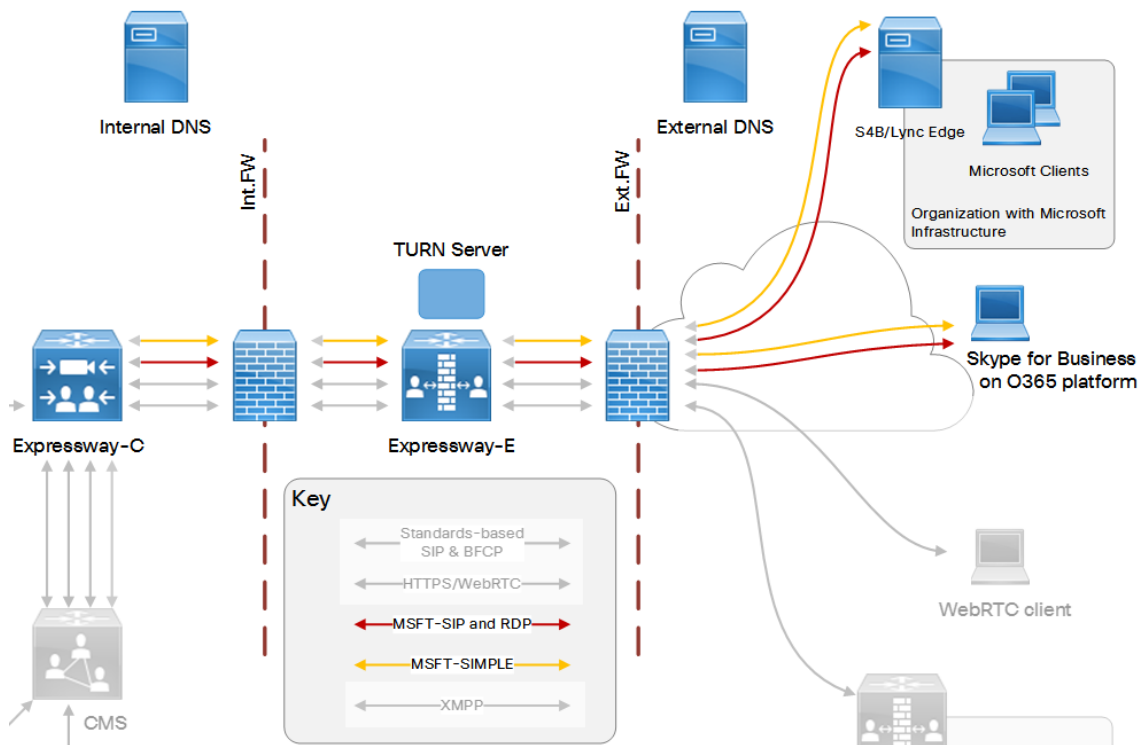 Internal DNS
External DNS
S4B/Lync Edge
Microsoft Clients
Organization with Microsoft
Infrastructure
Int.FW
Ext.FW
TURN Server
Skype for Business
on O365 platform
Expressway-C
Expressway-E
Key
Standards-based
SIP & BFCP
HTTPS/WebRTC
MSFT-SIP and RDP
MSFT-SIMPLE
XMPP
WebRTC client
CMS